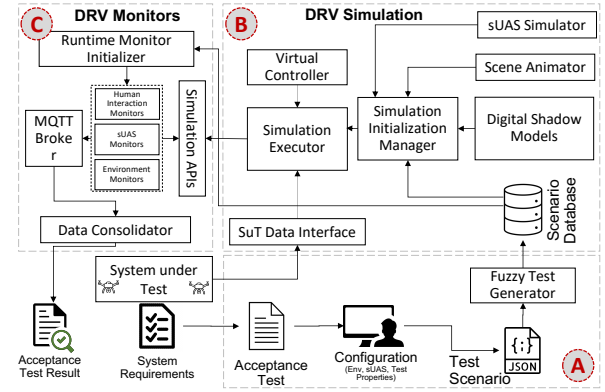 C
DRV Monitors
Runtime Monitor
Initializer
Human
Interaction
Monitors
sUAS
Monitors
Environment
Monitors
MQTT
Broke
r
Simulation APIs
Data Consolidator
B
DRV Simulation
Virtual
Controller
Simulation
Executor
Simulation
Initialization
Manager
sUAS Simulator
Scene Animator
Digital Shadow
Models
Scenario
Database
SuT Data Interface
System under
Test
Fuzzy Test
Generator
Acceptance
Test Result
System
Requirements
Acceptance
Test
Configuration
(Env, sUAS, Test
Properties)
Test
Scenario
{;}
JSON
A